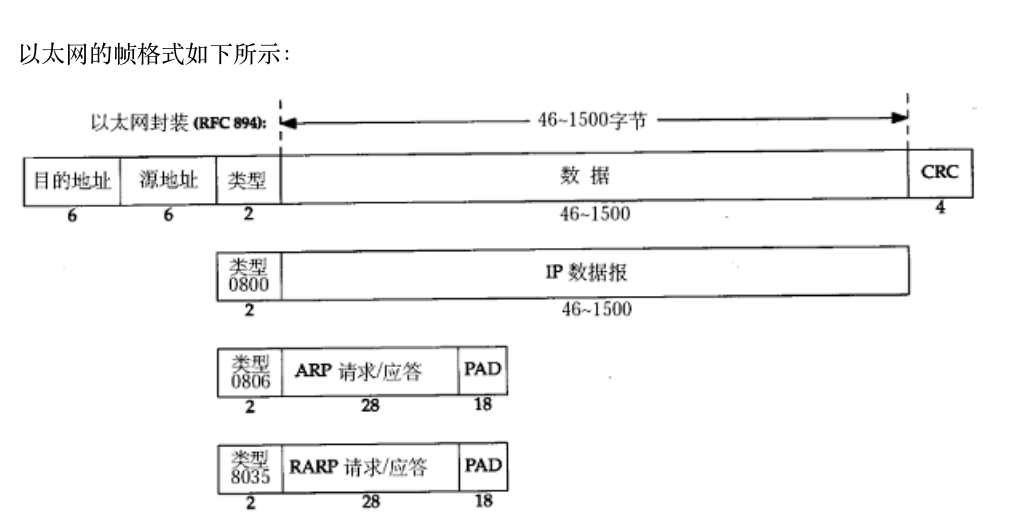 以太网的帧格式如下所示：
以太网封装 (RFC 894):
46~1500字节
目的地址 源地址 类型 数 据 CRC
6 6 2 46~1500 4
类型 0800 IP 数据报
2 46~1500
类型 0806 ARP 请求/应答 PAD
2 28 18
类型 8035 RARP 请求/应答 PAD
2 28 18